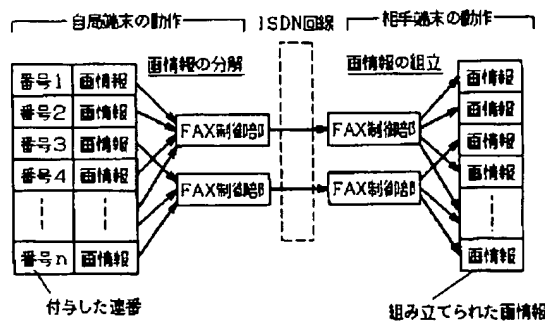 自局端末の動作 ISDN回線 相手端末の動作
画情報の分解 画情報の組立
番号1 画情報 画情報
番号2 画情報 FAX制御部 FAX制御部 画情報
番号3 画情報 画情報
番号4 画情報 FAX制御部 FAX制御部 画情報
番号n 画情報 画情報
付与した連番 組み立てられた画情報